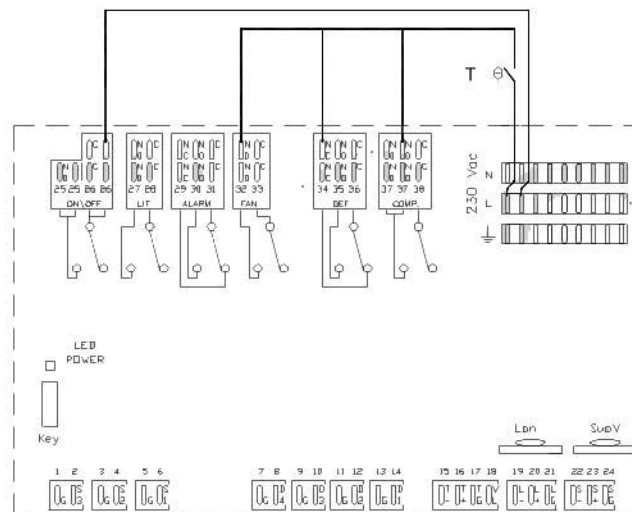 T
N
L
230 Vac
25 25 26 26
ON\OFF
27 28
LIT
29 30 31
ALARM
32 33
FAN
34 35 36
DEF
37 37 38
COMP.
LED
POWER
Key
Lan
SupV
1 2
3 4
5 6
7 8
9 10
11 12
13 14
15 16 17 18
19 20 21
22 23 24